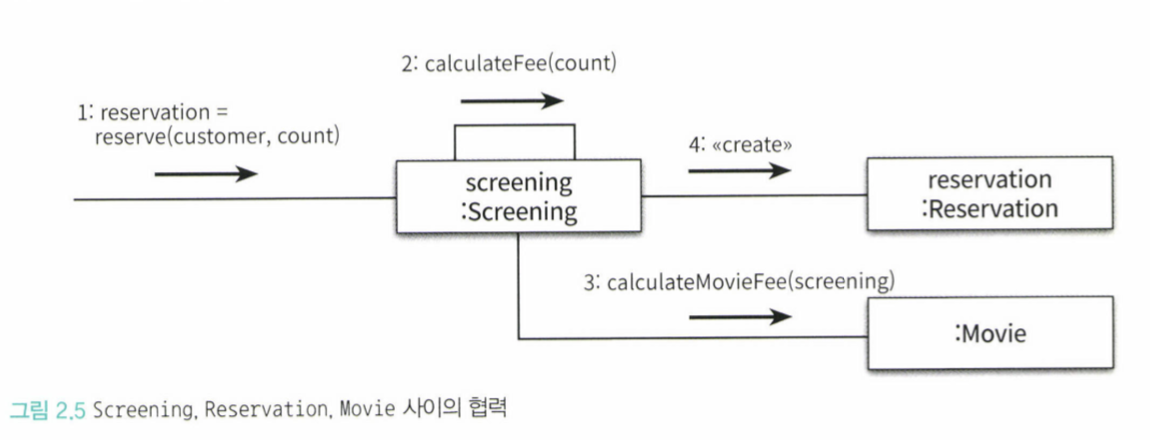 2: calculateFee(count)
1: reservation =
reserve(customer, count)
4: «create»
screening
:Screening
reservation
:Reservation
3: calculateMovieFee(screening)
:Movie
그림 2.5 Screening, Reservation, Movie 사이의 협력